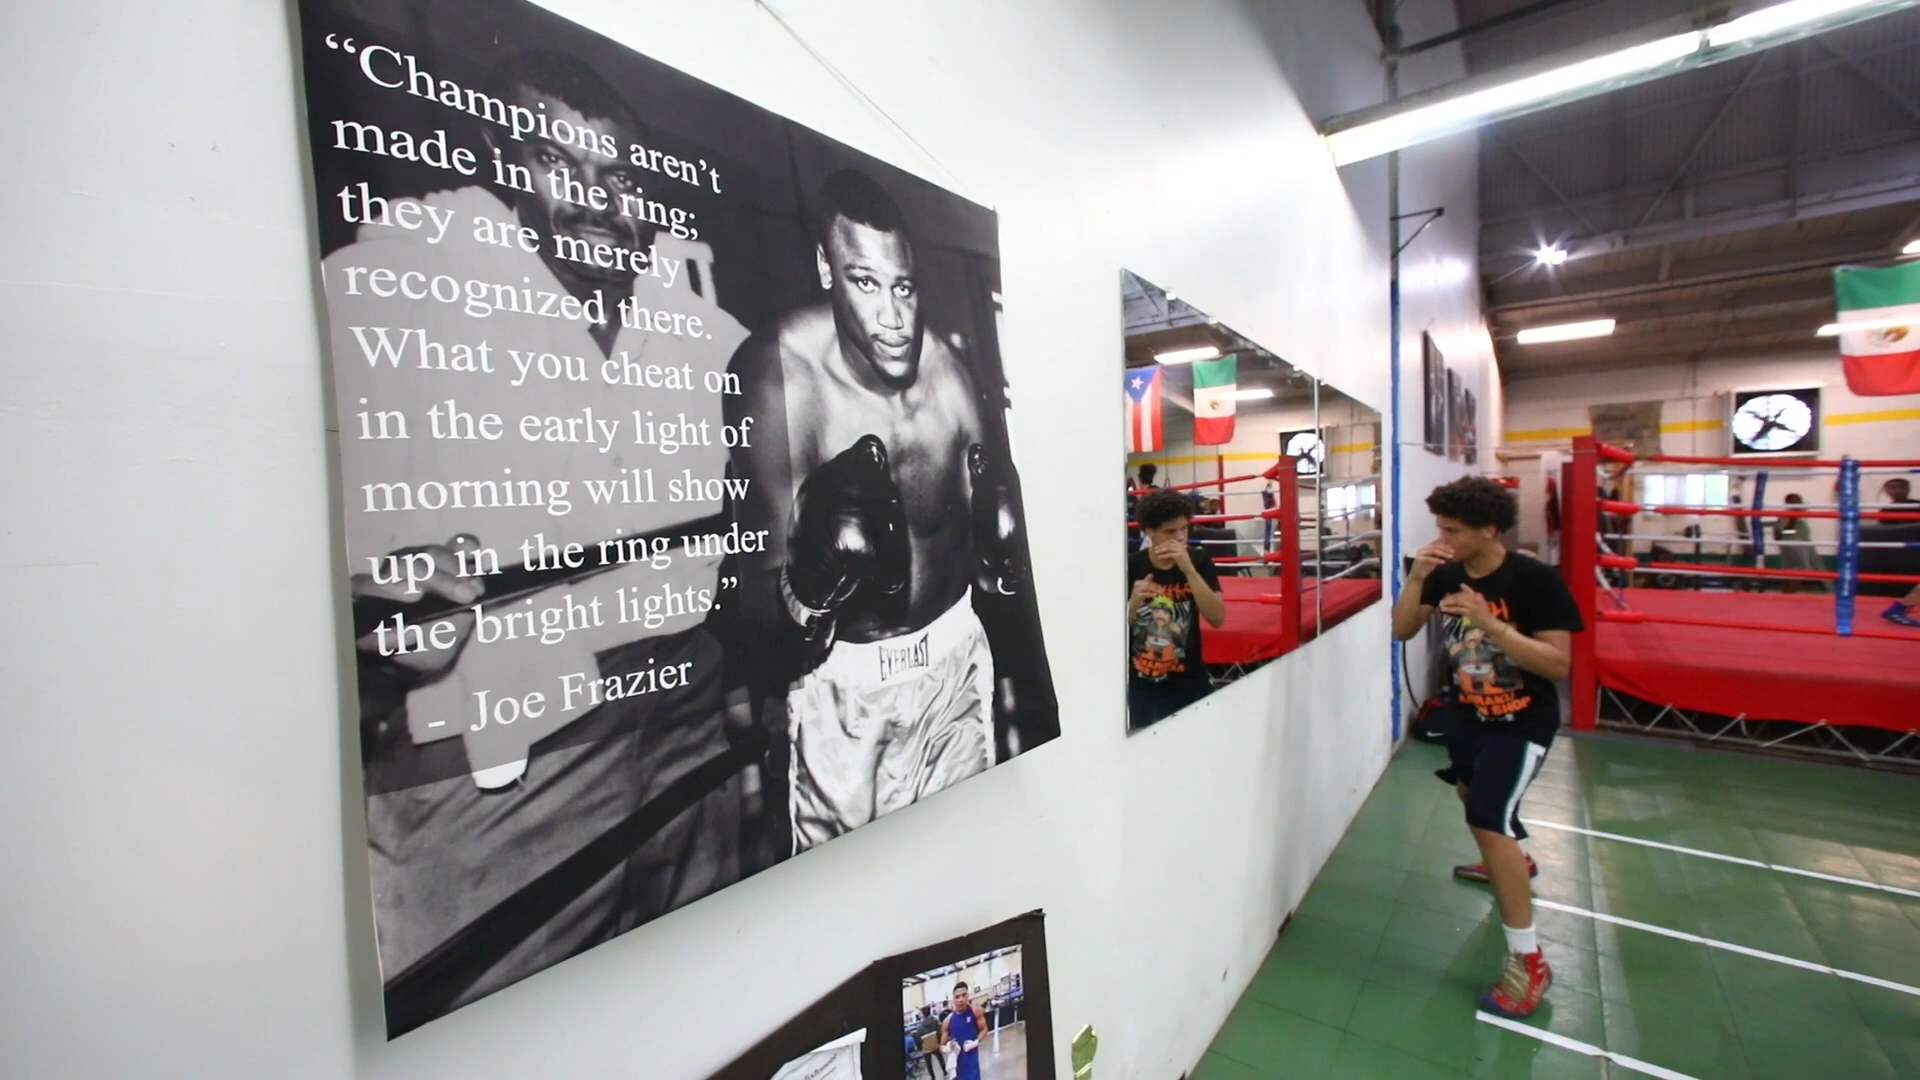 “Champions aren’t
made in the ring;
they are merely
recognized there.
What you cheat on
in the early light of
morning will show
up in the ring under
the bright lights.”
- Joe Frazier
EVERLAST